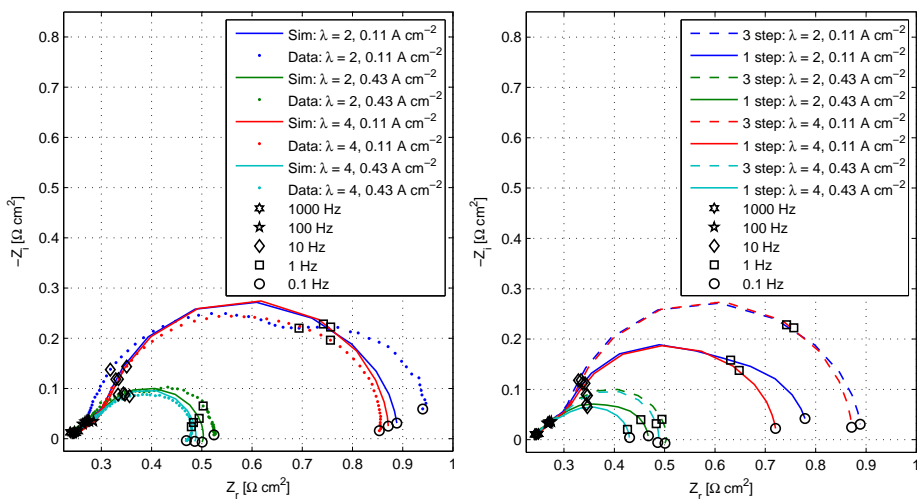 0.8
0.7
0.6
0.5
0.4
0.3
0.2
0.1
0
−Z_i [Ω cm²]
Sim: λ = 2, 0.11 A cm⁻²
Data: λ = 2, 0.11 A cm⁻²
Sim: λ = 2, 0.43 A cm⁻²
Data: λ = 2, 0.43 A cm⁻²
Sim: λ = 4, 0.11 A cm⁻²
Data: λ = 4, 0.11 A cm⁻²
Sim: λ = 4, 0.43 A cm⁻²
Data: λ = 4, 0.43 A cm⁻²
1000 Hz
100 Hz
10 Hz
1 Hz
0.1 Hz
0.3 0.4 0.5 0.6 0.7 0.8 0.9 1
Z_r [Ω cm²]
0.8
0.7
0.6
0.5
0.4
0.3
0.2
0.1
0
−Z_i [Ω cm²]
3 step: λ = 2, 0.11 A cm⁻²
1 step: λ = 2, 0.11 A cm⁻²
3 step: λ = 2, 0.43 A cm⁻²
1 step: λ = 2, 0.43 A cm⁻²
3 step: λ = 4, 0.11 A cm⁻²
1 step: λ = 4, 0.11 A cm⁻²
3 step: λ = 4, 0.43 A cm⁻²
1 step: λ = 4, 0.43 A cm⁻²
1000 Hz
100 Hz
10 Hz
1 Hz
0.1 Hz
0.3 0.4 0.5 0.6 0.7 0.8 0.9 1
Z_r [Ω cm²]